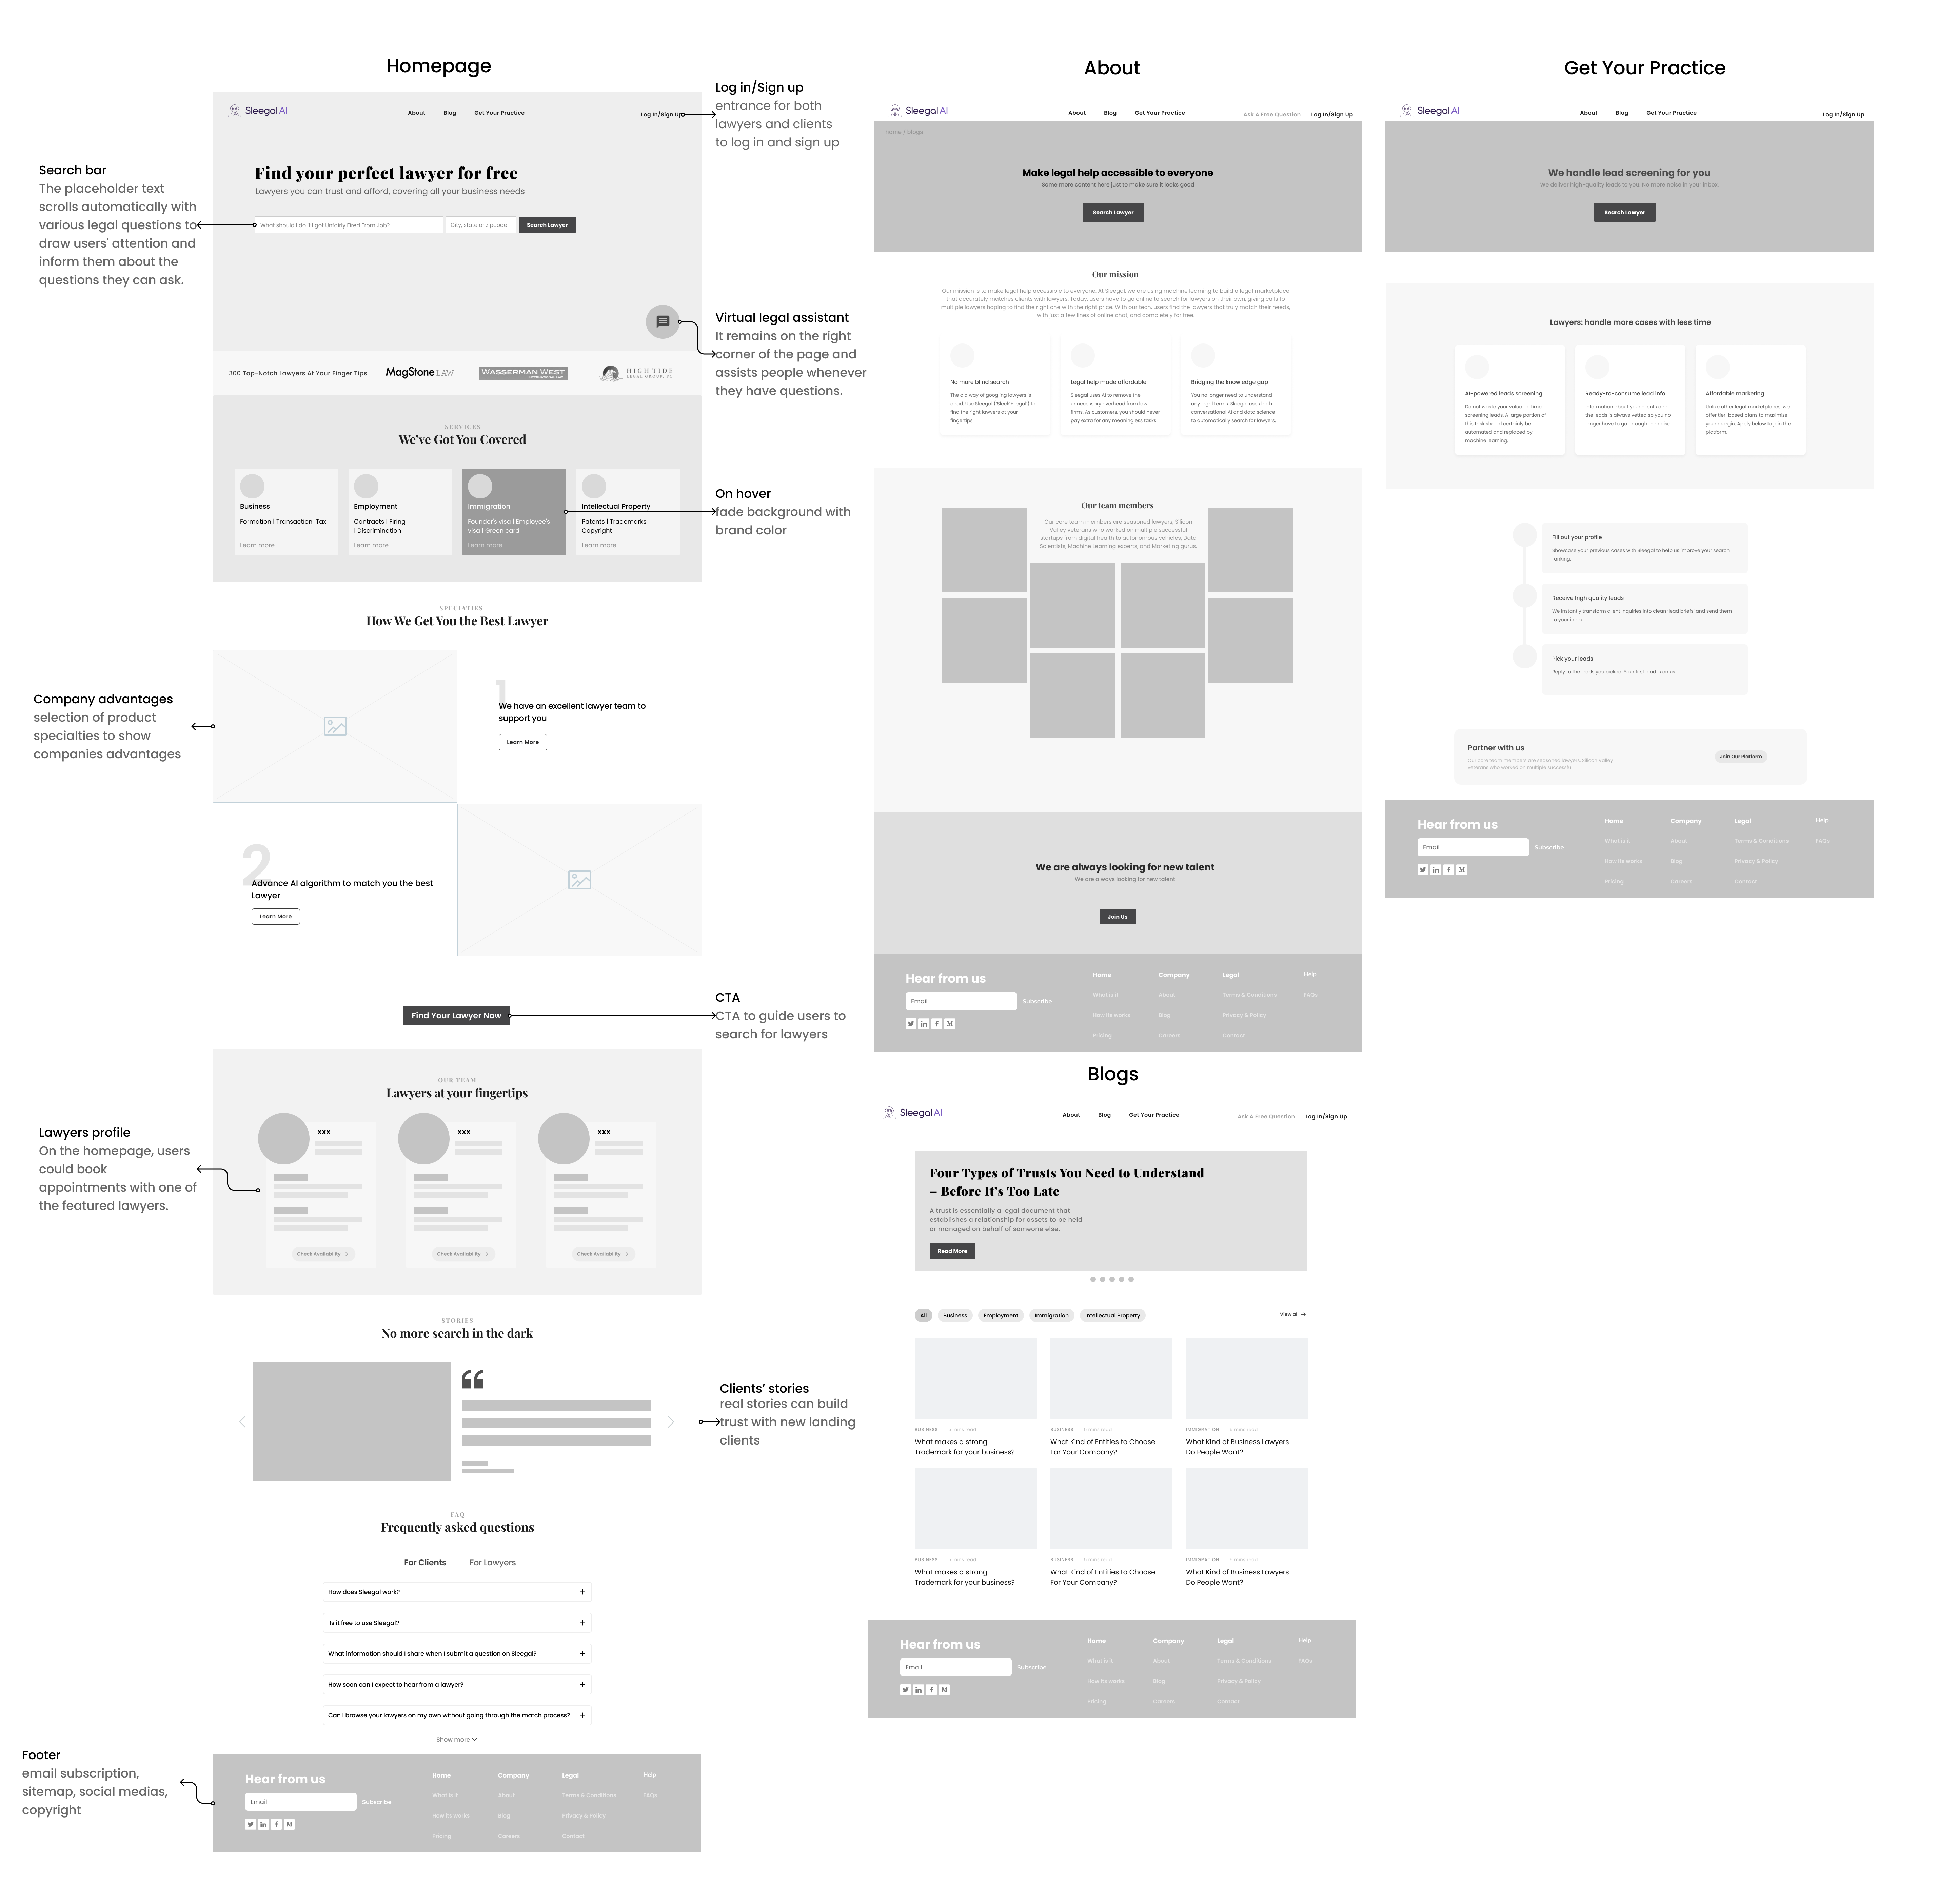 Homepage
Sleegal AI
About
Blog
Get Your Practice
Log In/Sign Up
Log in/Sign up
entrance for both
lawyers and clients
to log in and sign up
Search bar
The placeholder text
scrolls automatically with
various legal questions to
draw users' attention and
inform them about the
questions they can ask.
Find your perfect lawyer for free
Lawyers you can trust and afford, covering all your business needs
What should I do if I got Unfairly Fired From Job?
City, state or zipcode
Search Lawyer
Virtual legal assistant
It remains on the right
corner of the page and
assists people whenever
they have questions.
300 Top-Notch Lawyers At Your Finger Tips
MagStone LAW
WASSERMAN WEST
HIGH TIDE
LEGAL GROUP, PC
SERVICES
We've Got You Covered
Business
Formation | Transaction |Tax
Learn more
Employment
Contracts | Firing
| Discrimination
Learn more
Immigration
Founder's visa | Employee's
visa | Green card
Learn more
Intellectual Property
Patents | Trademarks |
Copyright
Learn more
On hover
fade background with
brand color
SPECIATIES
How We Get You the Best Lawyer
Company advantages
selection of product
specialties to show
companies advantages
1
We have an excellent lawyer team to
support you
Learn More
2
Advance AI algorithm to match you the best
Lawyer
Learn More
Find Your Lawyer Now
CTA
CTA to guide users to
search for lawyers
OUR TEAM
Lawyers at your fingertips
Lawyers profile
On the homepage, users
could book
appointments with one of
the featured lawyers.
xxx
xxx
xxx
Check Availability →
Check Availability →
Check Availability →
STORIES
No more search in the dark
Clients’ stories
real stories can build
trust with new landing
clients
FAQ
Frequently asked questions
For Clients
For Lawyers
How does Sleegal work?
Is it free to use Sleegal?
What information should I share when I submit a question on Sleegal?
How soon can I expect to hear from a lawyer?
Can I browse your lawyers on my own without going through the match process?
Show more
Footer
email subscription,
sitemap, social medias,
copyright
Hear from us
Email
Subscribe
Home
What is it
How its works
Pricing
Company
About
Blog
Careers
Legal
Terms & Conditions
Privacy & Policy
Contact
Help
FAQs
About
Sleegal AI
About
Blog
Get Your Practice
Ask A Free Question
Log In/Sign Up
home / blogs
Make legal help accessible to everyone
Some more content here just to make sure it looks good
Search Lawyer
Our mission
Our mission is to make legal help accessible to everyone. At Sleegal, we are using machine learning to build a legal marketplace
that accurately matches clients with lawyers. Today, users have to go online to search for lawyers on their own, giving calls to
multiple lawyers hoping to find the right one with the right price. With our tech, users find the lawyers that truly match their needs,
with just a few lines of online chat, and completely for free.
No more blind search
The old way of googling lawyers is
dead. Use Sleegal ('Sleek'+'legal') to
find the right lawyers at your
fingertips.
Legal help made affordable
Sleegal uses AI to remove the
unnecessary overhead from law
firms. As customers, you should never
pay extra for any meaningless tasks.
Bridging the knowledge gap
You no longer need to understand
any legal terms. Sleegal uses both
conversational AI and data science
to automatically search for lawyers.
Our team members
Our core team members are seasoned lawyers, Silicon
Valley veterans who worked on multiple successful
startups from digital health to autonomous vehicles, Data
Scientists, Machine Learning experts, and Marketing gurus.
We are always looking for new talent
We are always looking for new talent
Join Us
Hear from us
Email
Subscribe
Home
What is it
How its works
Pricing
Company
About
Blog
Careers
Legal
Terms & Conditions
Privacy & Policy
Contact
Help
FAQs
Blogs
Sleegal AI
About
Blog
Get Your Practice
Ask A Free Question
Log In/Sign Up
Four Types of Trusts You Need to Understand
– Before It’s Too Late
A trust is essentially a legal document that
establishes a relationship for assets to be held
or managed on behalf of someone else.
Read More
All
Business
Employment
Immigration
Intellectual Property
View all →
BUSINESS — 5 mins read
What makes a strong
Trademark for your business?
BUSINESS — 5 mins read
What Kind of Entities to Choose
For Your Company?
IMMIGRATION — 5 mins read
What Kind of Business Lawyers
Do People Want?
BUSINESS — 5 mins read
What makes a strong
Trademark for your business?
BUSINESS — 5 mins read
What Kind of Entities to Choose
For Your Company?
IMMIGRATION — 5 mins read
What Kind of Business Lawyers
Do People Want?
Hear from us
Email
Subscribe
Home
What is it
How its works
Pricing
Company
About
Blog
Careers
Legal
Terms & Conditions
Privacy & Policy
Contact
Help
FAQs
Get Your Practice
Sleegal AI
About
Blog
Get Your Practice
Log In/Sign Up
We handle lead screening for you
We deliver high-quality leads to you. No more noise in your inbox.
Search Lawyer
Lawyers: handle more cases with less time
AI-powered leads screening
Do not waste your valuable time
screening leads. A large portion of
this task should certainly be
automated and replaced by
machine learning.
Ready-to-consume lead info
Information about your clients and
the leads is always vetted so you no
longer have to go through the noise.
Affordable marketing
Unlike other legal marketplaces, we
offer tier-based plans to maximize
your margin. Apply below to join the
platform.
Fill out your profile
Showcase your previous cases with Sleegal to help us improve your search
ranking.
Receive high quality leads
We instantly transform client inquiries into clean 'lead briefs' and send them
to your inbox.
Pick your leads
Reply to the leads you picked. Your first lead is on us.
Partner with us
Our core team members are seasoned lawyers, Silicon Valley
veterans who worked on multiple successful
Join Our Platform
Hear from us
Email
Subscribe
Home
What is it
How its works
Pricing
Company
About
Blog
Careers
Legal
Terms & Conditions
Privacy & Policy
Contact
Help
FAQs